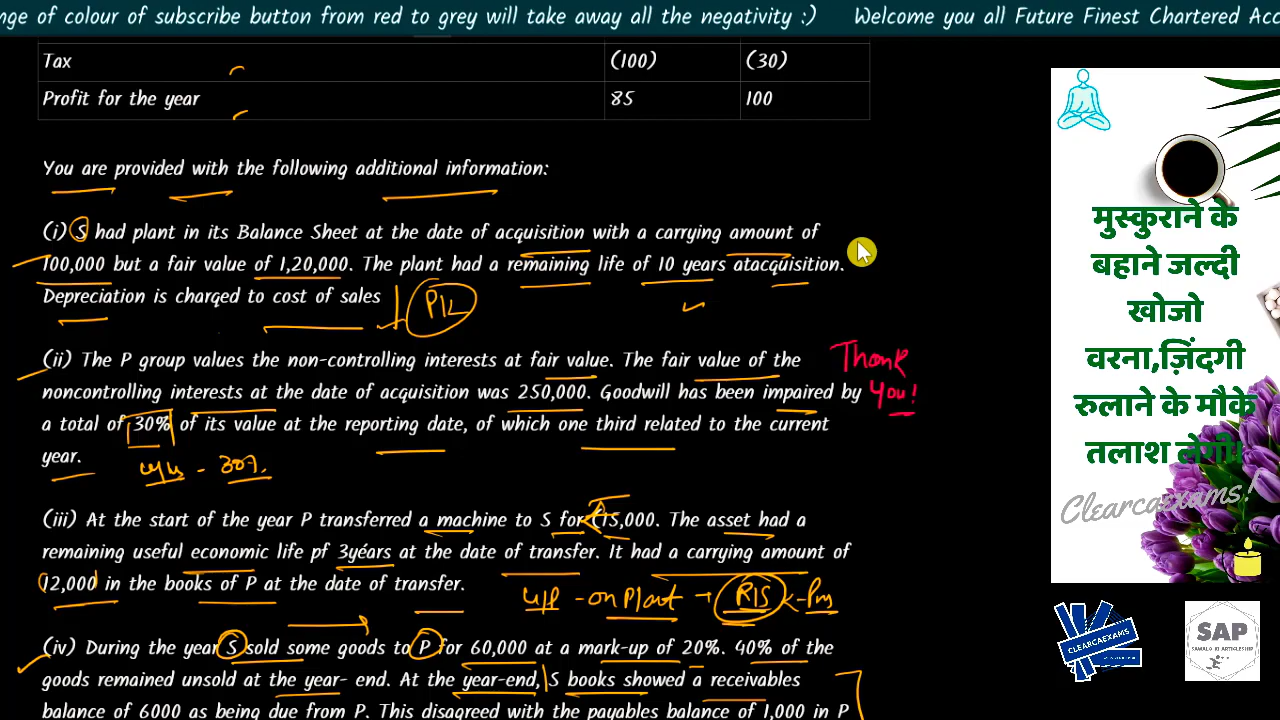 nge of colour of subscribe button from red to grey will take away all the negativity :) Welcome you all Future Finest Chartered Acc
Tax (100) (30)
Profit for the year 85 100
You are provided with the following additional information:
(i) S had plant in its Balance Sheet at the date of acquisition with a carrying amount of
100,000 but a fair value of 1,20,000. The plant had a remaining life of 10 years atacquisition.
Depreciation is charged to cost of sales P/L
(ii) The P group values the non-controlling interests at fair value. The fair value of the
noncontrolling interests at the date of acquisition was 250,000. Goodwill has been impaired by
a total of 30% of its value at the reporting date, of which one third related to the current
year.
- 30%.
Thank
You!
(iii) At the start of the year P transferred a machine to S for 15,000. The asset had a
remaining useful economic life pf 3years at the date of transfer. It had a carrying amount of
12,000 in the books of P at the date of transfer.
- on Plant → R/S
(iv) During the year S sold some goods to P for 60,000 at a mark-up of 20%. 40% of the
goods remained unsold at the year- end. At the year-end, S books showed a receivables
balance of 6000 as being due from P. This disagreed with the payables balance of 1,000 in P
मुस्कुराने के
बहाने जल्दी
खोजो
वरना,ज़िंदगी
रुलाने के मौके
तलाश लेगी।
Clearcaexams!
CLEARCAEXAMS
SAP
SAMALO KI ARTICLESHIP